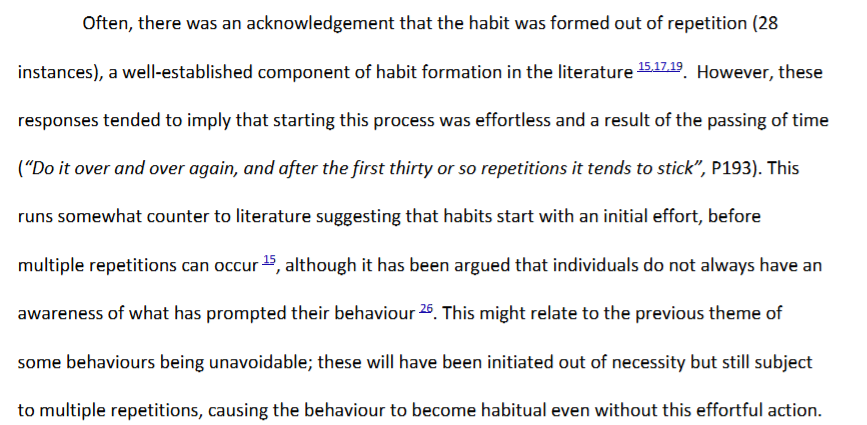 Often, there was an acknowledgement that the habit was formed out of repetition (28
instances), a well-established component of habit formation in the literature 15,17,19. However, these
responses tended to imply that starting this process was effortless and a result of the passing of time
(“Do it over and over again, and after the first thirty or so repetitions it tends to stick”, P193). This
runs somewhat counter to literature suggesting that habits start with an initial effort, before
multiple repetitions can occur 15, although it has been argued that individuals do not always have an
awareness of what has prompted their behaviour 26. This might relate to the previous theme of
some behaviours being unavoidable; these will have been initiated out of necessity but still subject
to multiple repetitions, causing the behaviour to become habitual even without this effortful action.